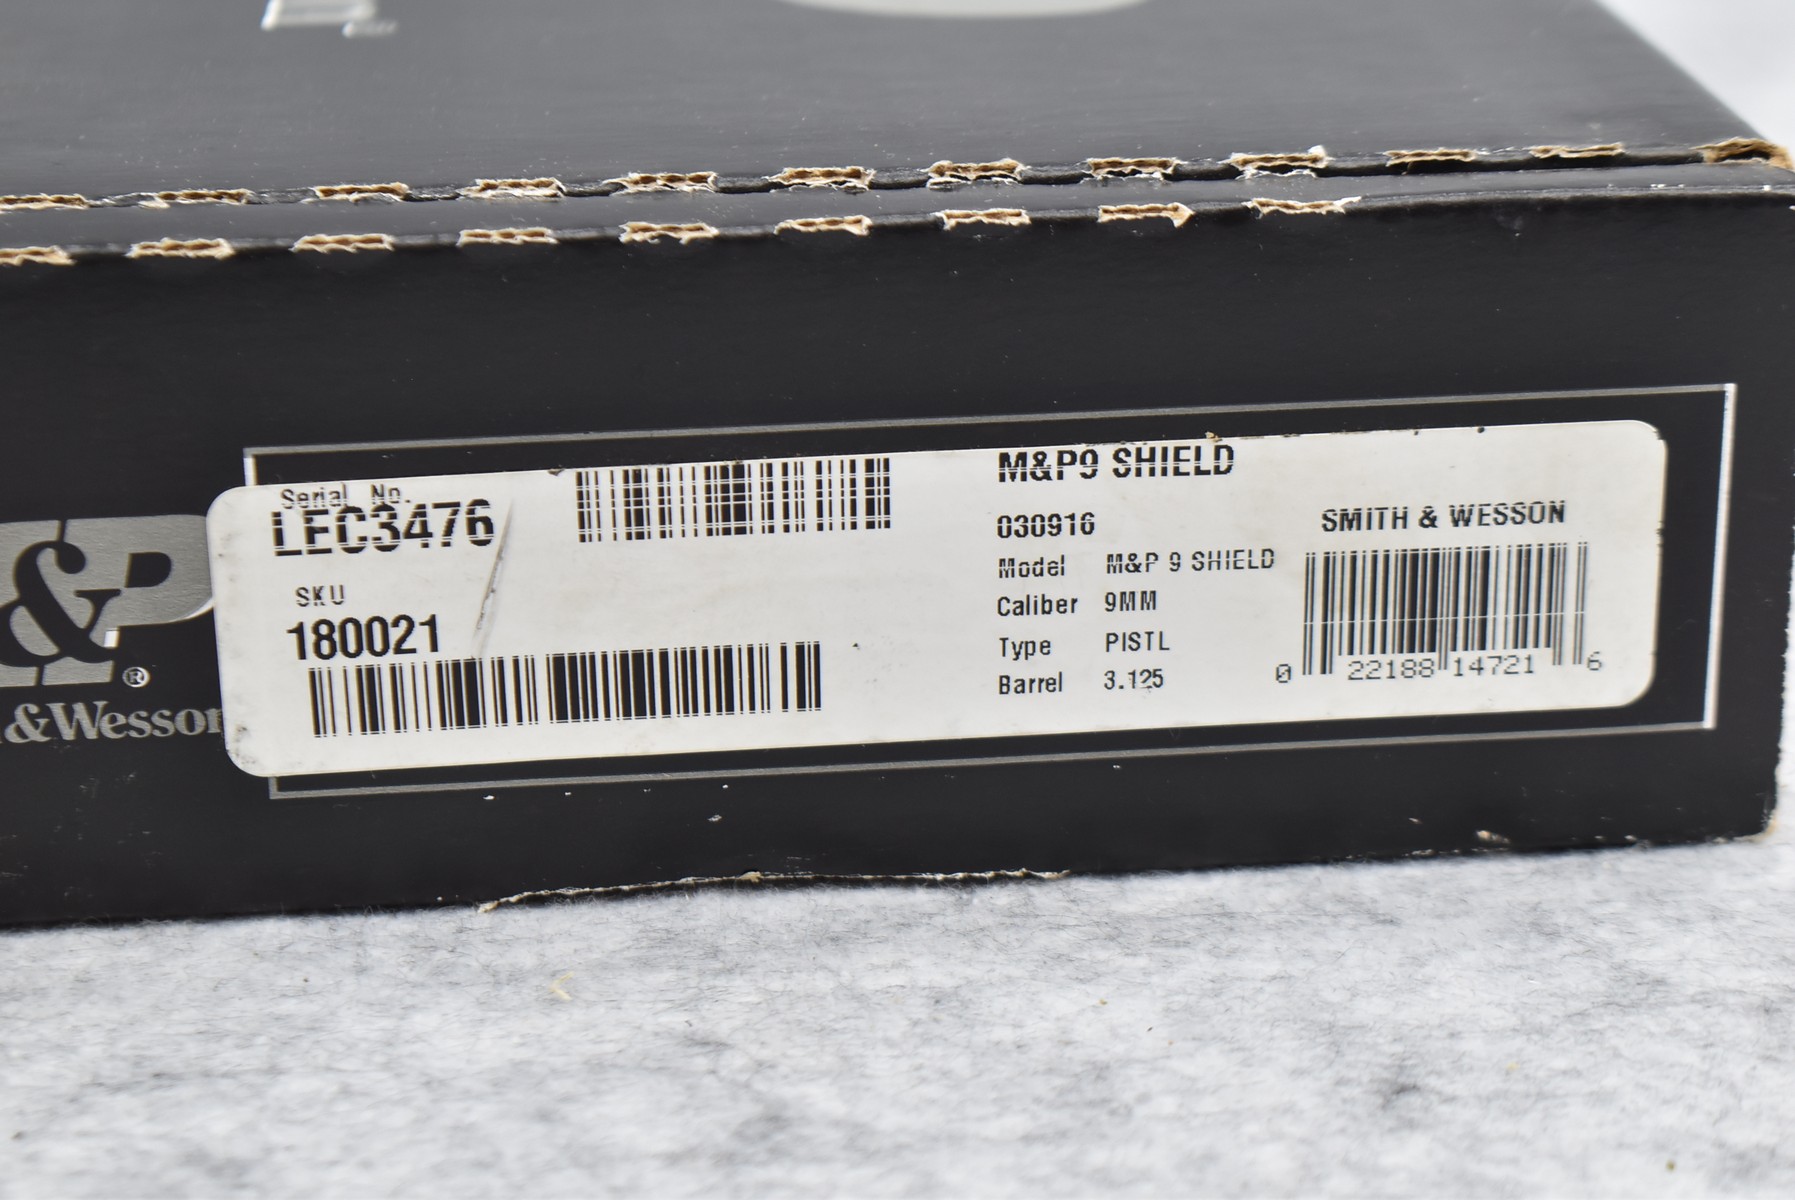 Serial No.
LEC3476
SKU
180021
M&P9 SHIELD
030916
Model M&P 9 SHIELD
Caliber 9MM
Type PISTL
Barrel 3.125
SMITH & WESSON
0 22188 14721 6
&P®
&Wesson